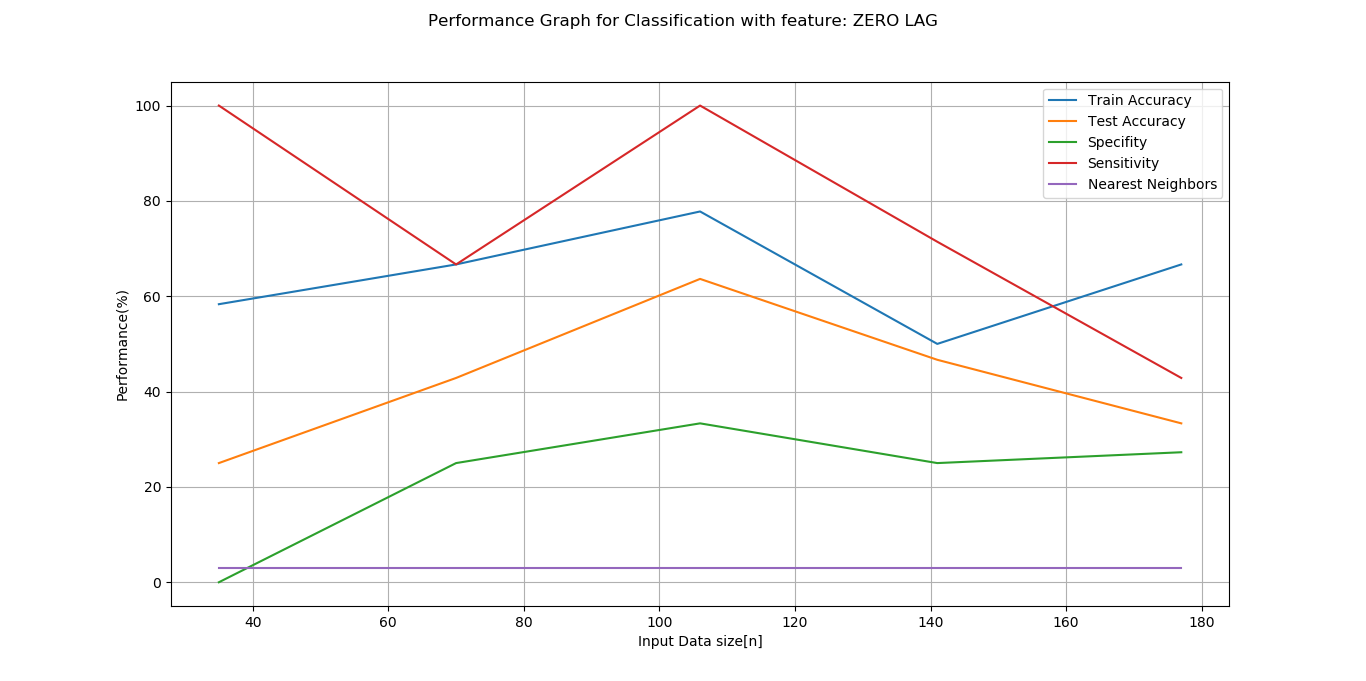 Performance Graph for Classification with feature: ZERO LAG
Train Accuracy
Test Accuracy
Specifity
Sensitivity
Nearest Neighbors
100
80
60
40
20
0
Performance(%)
40 60 80 100 120 140 160 180
Input Data size[n]